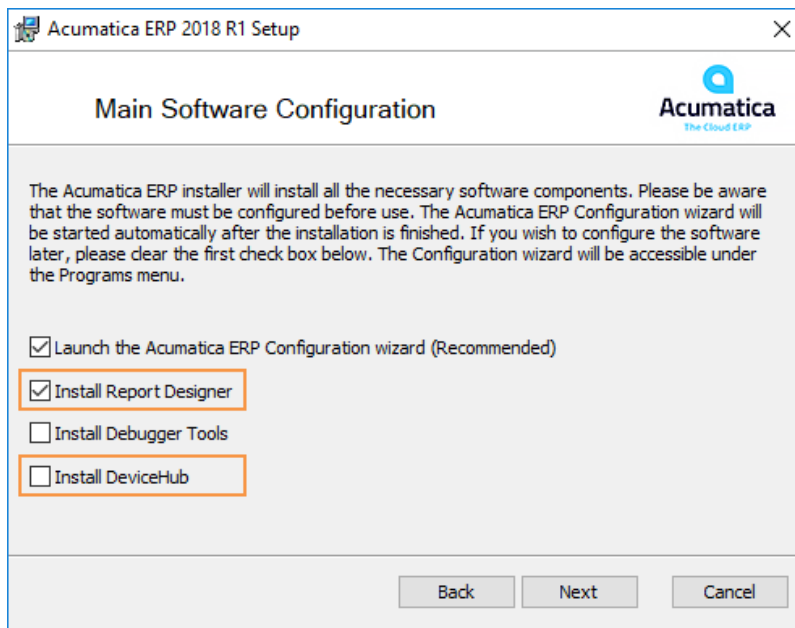 Acumatica ERP 2018 R1 Setup
Main Software Configuration
Acumatica
The Cloud ERP
The Acumatica ERP installer will install all the necessary software components. Please be aware
that the software must be configured before use. The Acumatica ERP Configuration wizard will
be started automatically after the installation is finished. If you wish to configure the software
later, please clear the first check box below. The Configuration wizard will be accessible under
the Programs menu.
Launch the Acumatica ERP Configuration wizard (Recommended)
Install Report Designer
Install Debugger Tools
Install DeviceHub
Back Next Cancel